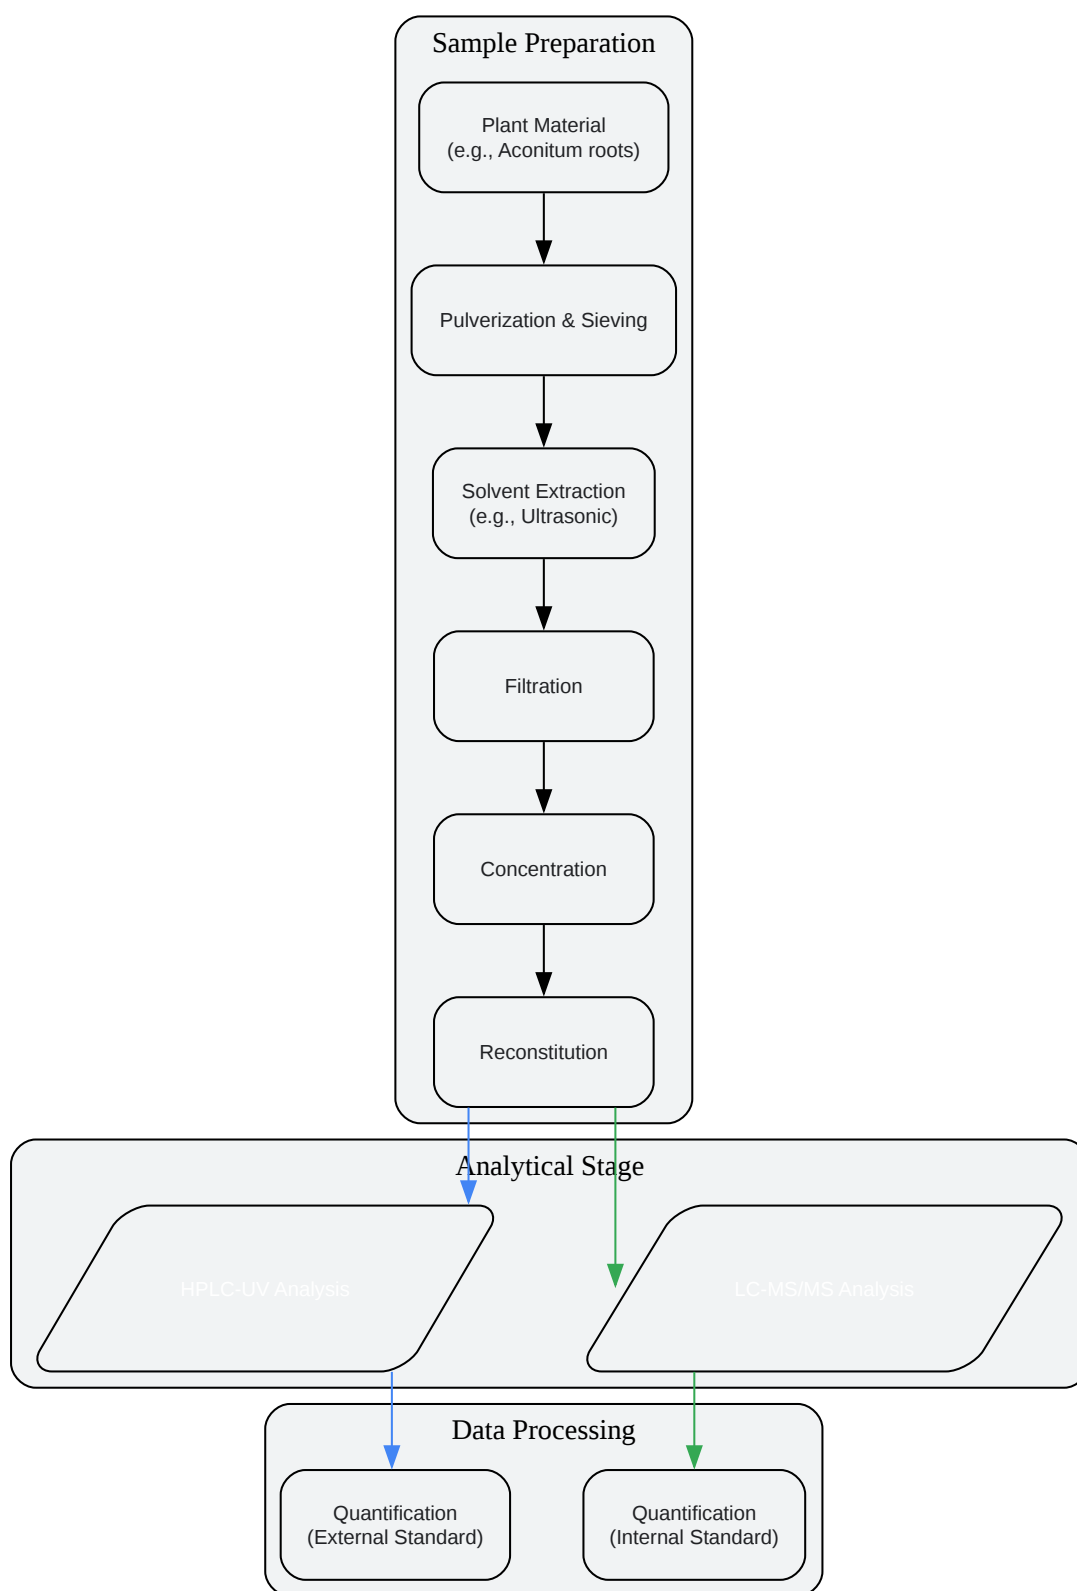 Sample Preparation
Plant Material
(e.g., Aconitum roots)
Pulverization & Sieving
Solvent Extraction
(e.g., Ultrasonic)
Filtration
Concentration
Reconstitution
Analytical Stage
HPLC-UV Analysis
LC-MS/MS Analysis
Data Processing
Quantification
(External Standard)
Quantification
(Internal Standard)